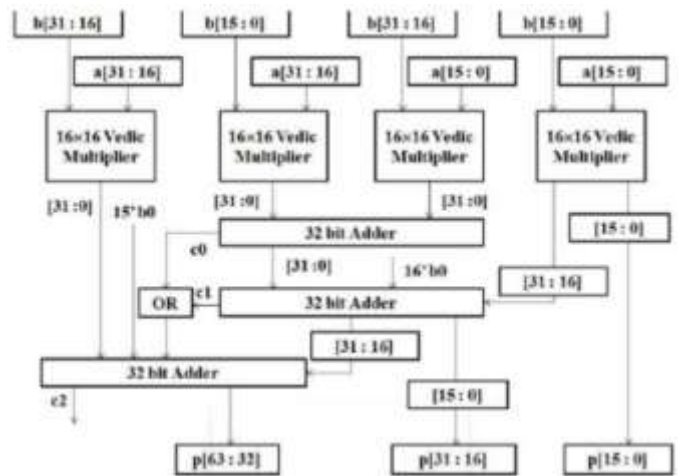 b[31:16] b[15:0] b[31:16] b[15:0]
a[31:16] a[31:16] a[15:0] a[15:0]
16×16 Vedic Multiplier 16×16 Vedic Multiplier 16×16 Vedic Multiplier 16×16 Vedic Multiplier
[31:0] 15'b0 [31:0] [31:0] [15:0]
32 bit Adder
c0 [31:0] 16'b0 [31:16]
OR c1 32 bit Adder
[31:16]
32 bit Adder
c2 [15:0]
p[63:32] p[31:16] p[15:0]